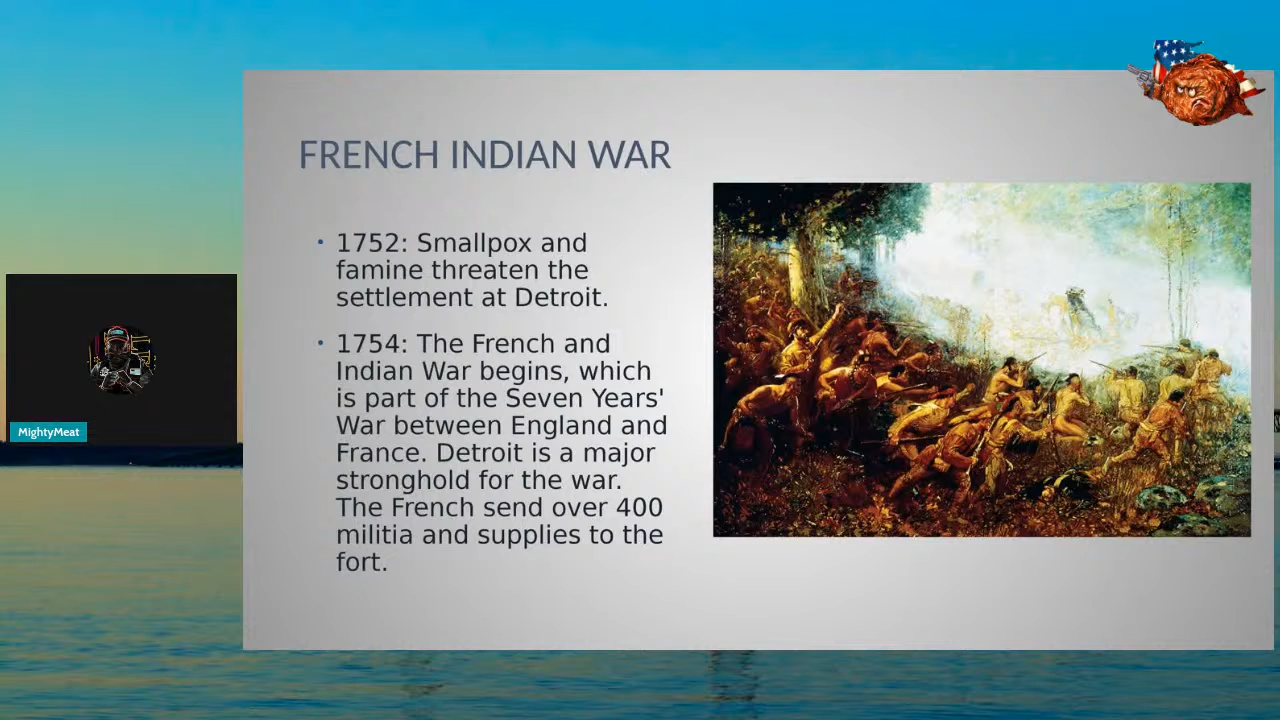 FRENCH INDIAN WAR
• 1752: Smallpox and
famine threaten the
settlement at Detroit.
• 1754: The French and
Indian War begins, which
is part of the Seven Years'
War between England and
France. Detroit is a major
stronghold for the war.
The French send over 400
militia and supplies to the
fort.
MightyMeat